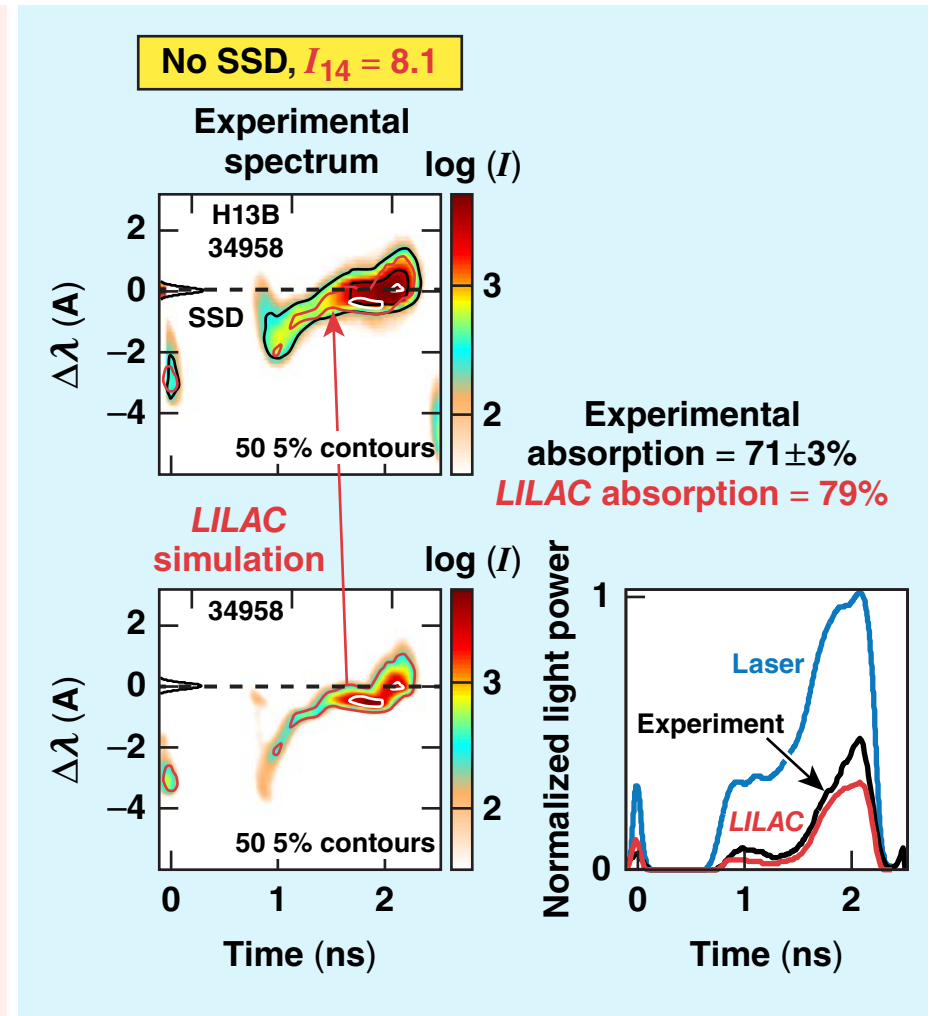 No SSD, I14 = 8.1
Experimental
spectrum
log (I)
H13B
34958
SSD
50 5% contours
2
0
–2
–4
Δλ (A)
3
2
Experimental
absorption = 71±3%
LILAC absorption = 79%
LILAC
simulation
log (I)
34958
50 5% contours
2
0
–2
–4
Δλ (A)
3
2
0 1 2
Time (ns)
Normalized light power
1
0
Laser
Experiment
LILAC
0 1 2
Time (ns)